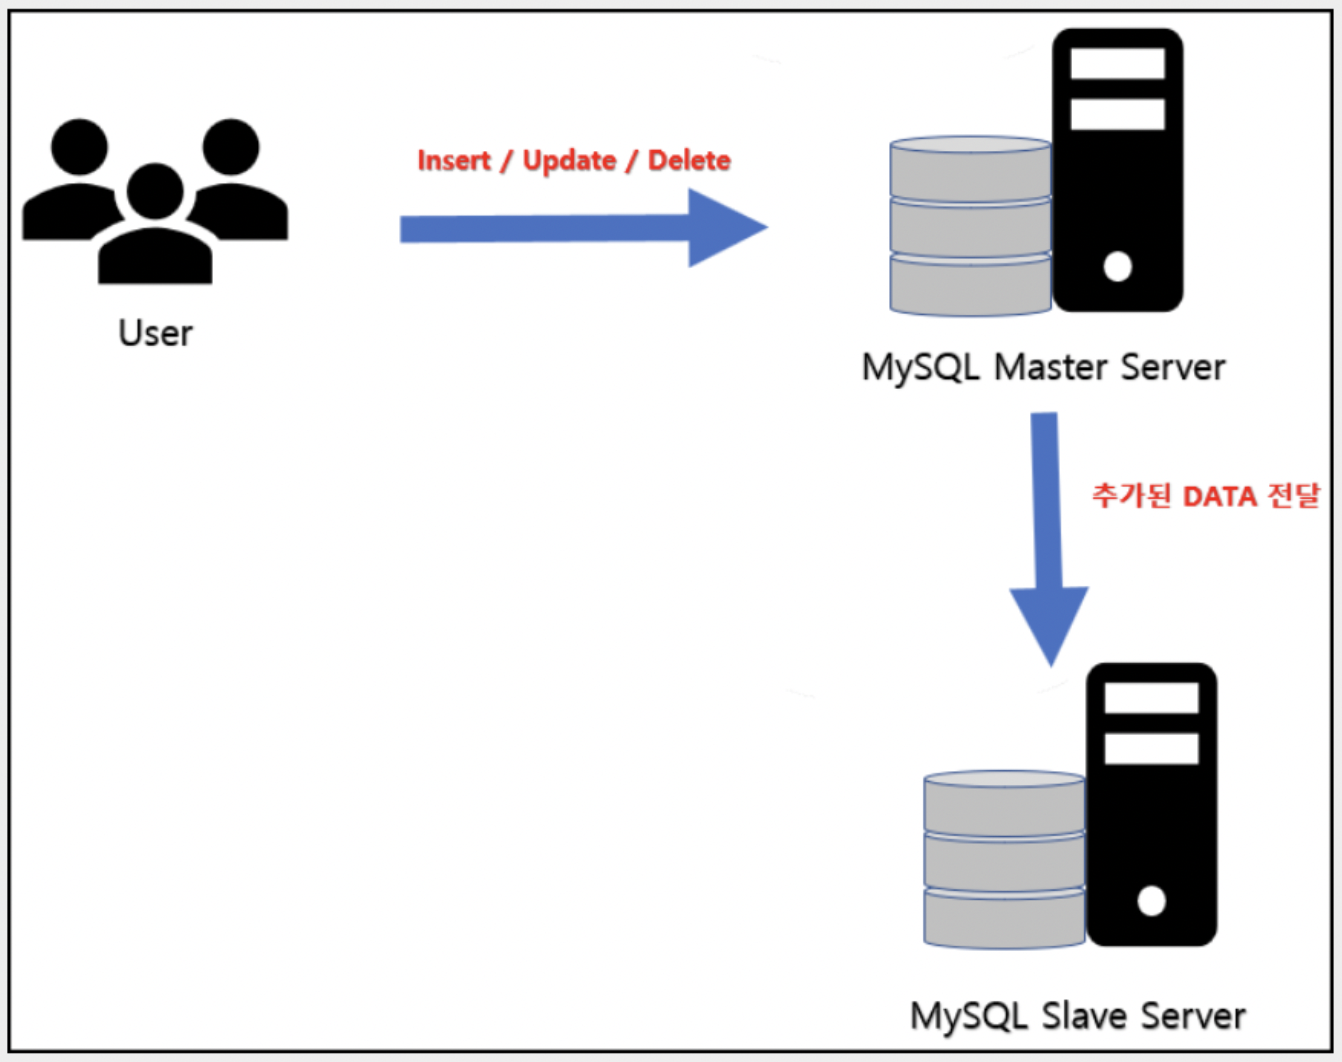 Insert / Update / Delete
User
MySQL Master Server
추가된 DATA 전달
MySQL Slave Server